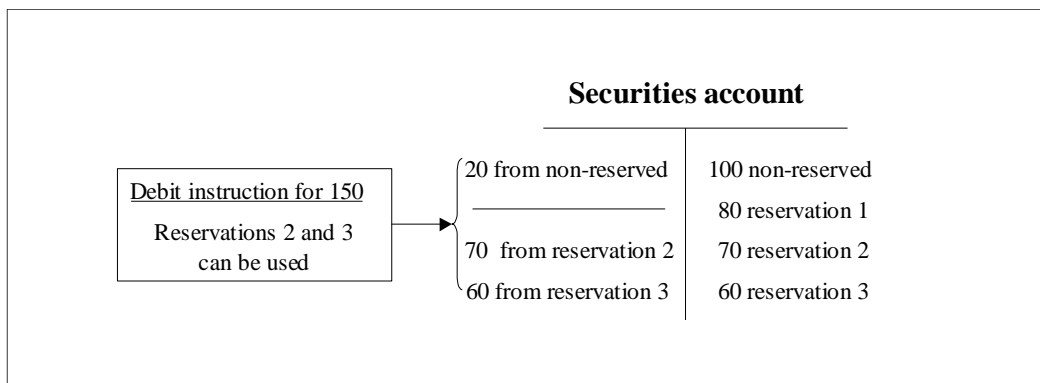 Securities account
Debit instruction for 150
Reservations 2 and 3
can be used
20 from non-reserved
70 from reservation 2
60 from reservation 3
100 non-reserved
80 reservation 1
70 reservation 2
60 reservation 3